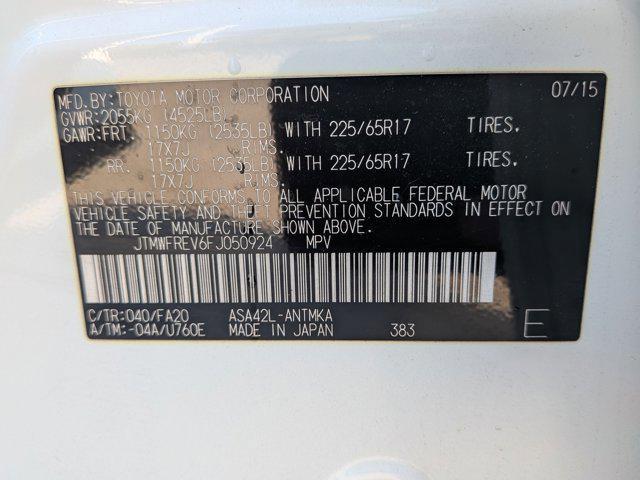 MFD.BY:TOYOTA MOTOR CORPORATION 07/15
GVWR:2055KG (4525LB)
GAWR:FRT. 1150KG (2535LB) WITH 225/65R17 TIRES.
17X7J RIMS.
RR. 1150KG (2535LB) WITH 225/65R17 TIRES.
17X7J RIMS.
THIS VEHICLE CONFORMS TO ALL APPLICABLE FEDERAL MOTOR
VEHICLE SAFETY AND PREVENTION STANDARDS IN EFFECT ON
THE DATE OF MANUFACTURE SHOWN ABOVE.
JTMWFREV6FJ050924 MPV
C/TR:040/FA20 ASA42L-ANTMKA
A/TM:-04A/U760E MADE IN JAPAN 383 E